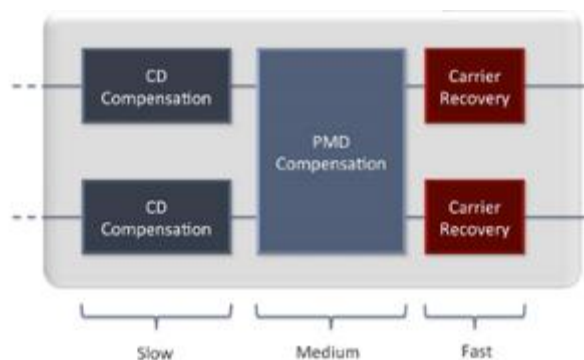 CD
Compensation
PMD
Compensation
Carrier
Recovery
CD
Compensation
Carrier
Recovery
Slow
Medium
Fast